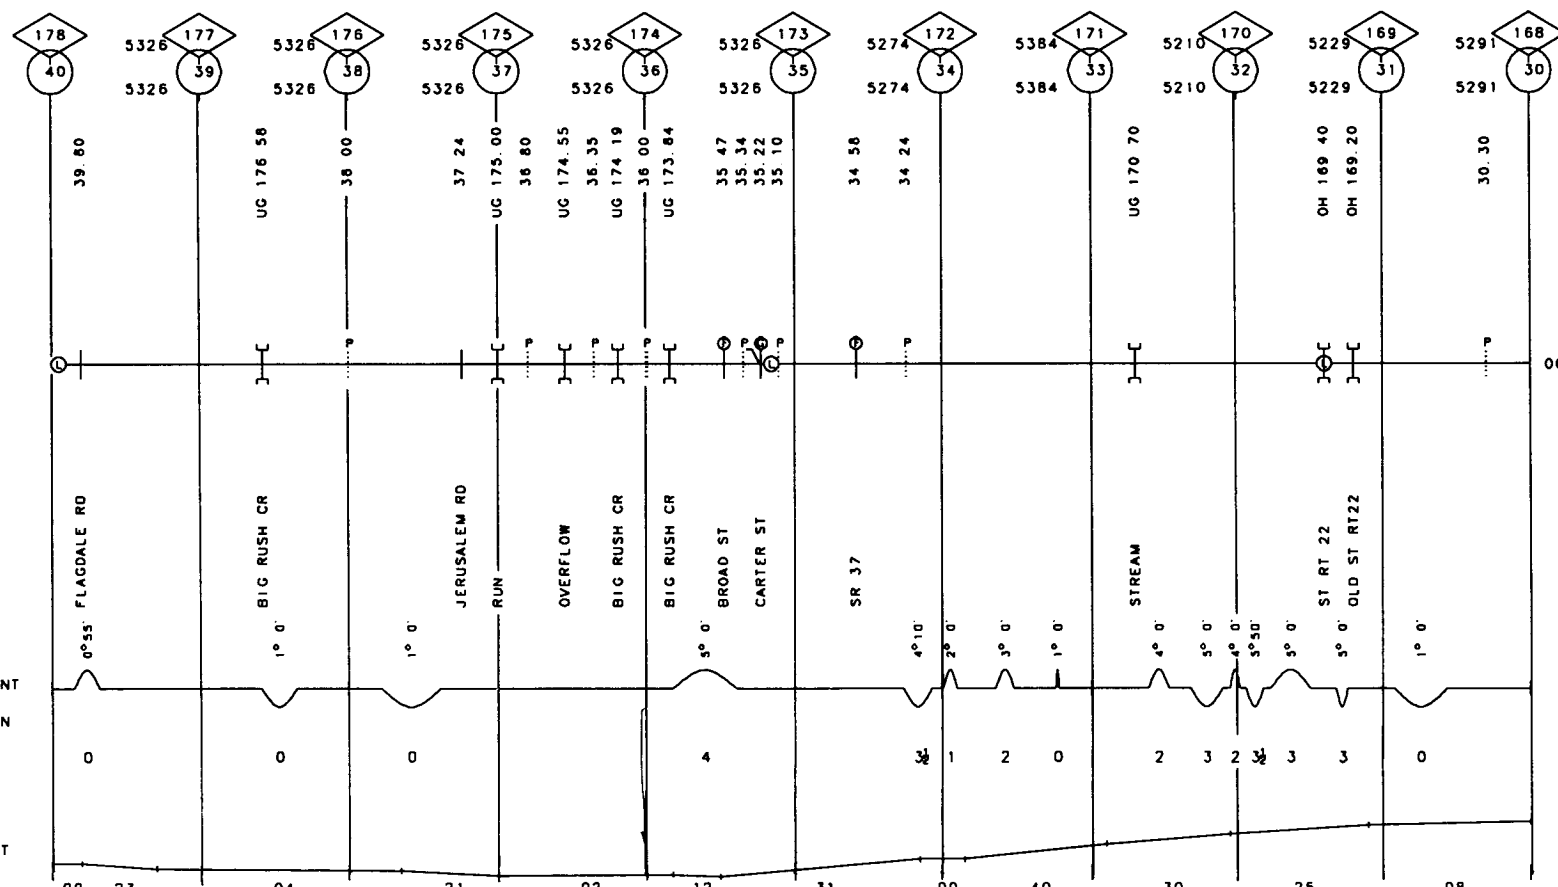 178 177 176 175 174 173 172 171 170 169 168
5326 5326 5326 5326 5326 5274 5384 5210 5229 5291
40 39 38 37 36 35 34 33 32 31 30
5326 5326 5326 5326 5326 5274 5384 5210 5229 5291
39.80
UG 176 58
38 00
37 24
UG 175.00
36 80
UG 174.55
36.35
UG 174 19
36 00
UG 173.84
35 47
35.34
35.22
35.10
34 58
34 24
UG 170 70
OH 169 40
OH 169.20
30.30
P P P P P P P P
L F G L F L
FLAGDALE RD
BIG RUSH CR
JERUSALEM RD
RUN
OVERFLOW
BIG RUSH CR
BIG RUSH CR
BROAD ST
CARTER ST
SR 37
STREAM
ST RT 22
OLD ST RT22
0°55' 1° 0' 1° 0' 5° 0' 4°10' 2° 0' 3° 0' 1° 0' 4° 0' 5° 0' 4° 0' 5°50' 5° 0' 5° 0' 1° 0'
NT
N
0 0 0 4 3½ 1 2 0 2 3 2 3½ 3 3 0
T